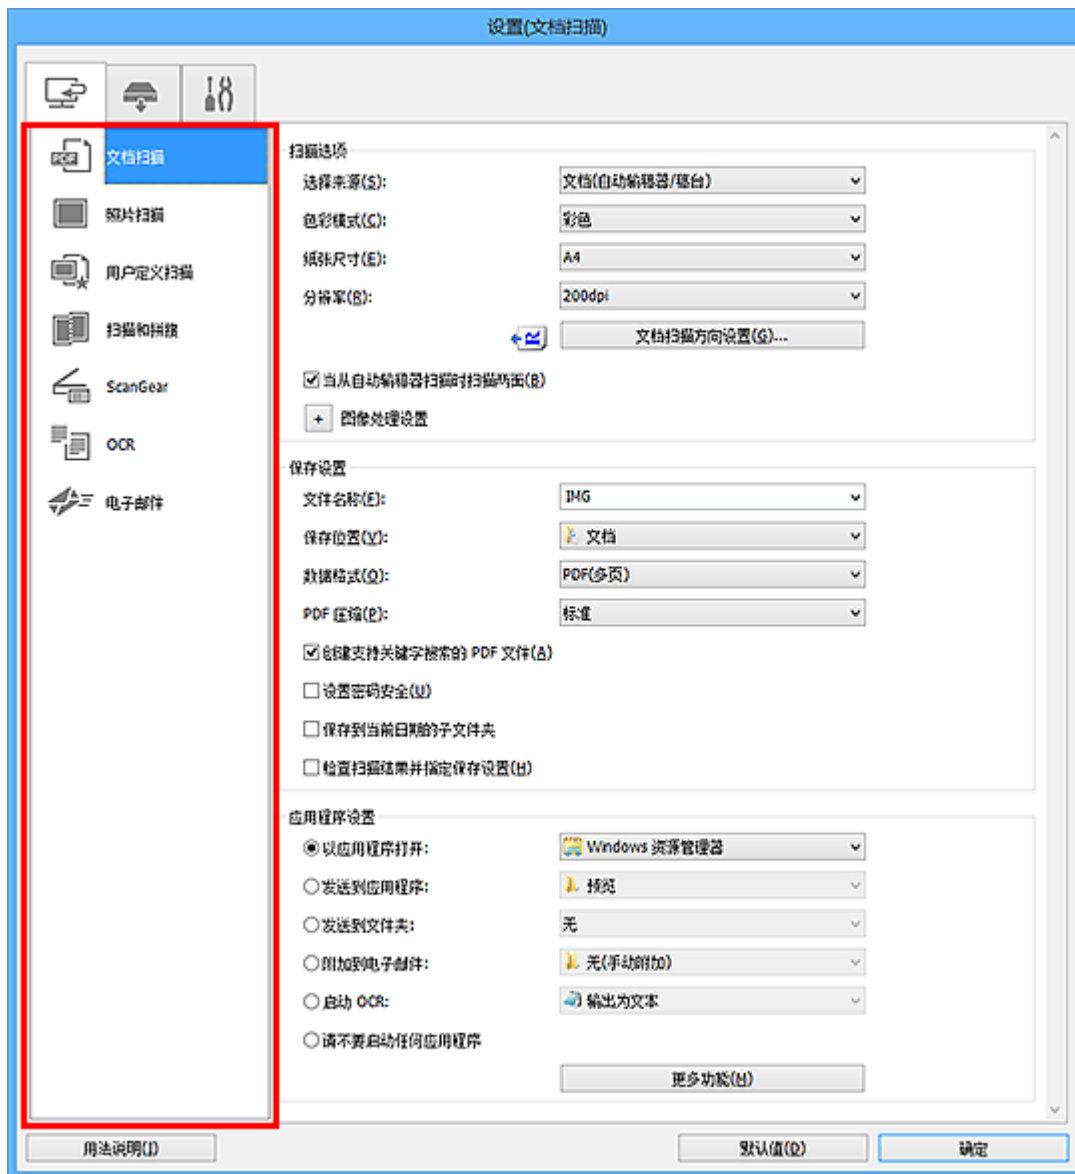 设置(文档扫描)
文档扫描
照片扫描
用户定义扫描
扫描和拼接
ScanGear
OCR
电子邮件
扫描选项
选择来源(S): 文档(自动输稿器/稿台)
色彩模式(C): 彩色
纸张尺寸(E): A4
分辨率(R): 200dpi
文档扫描方向设置(G)...
当从自动输稿器扫描时扫描两面(B)
+ 图像处理设置
保存设置
文件名称(F): IMG
保存位置(V): 文档
数据格式(O): PDF(多页)
PDF 压缩(P): 标准
创建支持关键字搜索的 PDF 文件(A)
设置密码安全(U)
保存到当前日期的子文件夹
检查扫描结果并指定保存设置(H)
应用程序设置
以应用程序打开: Windows 资源管理器
发送到应用程序: 预览
发送到文件夹: 无
附加到电子邮件: 无(手动附加)
启动 OCR: 输出为文本
请不要启动任何应用程序
更多功能(M)
用法说明(I) 默认值(D) 确定